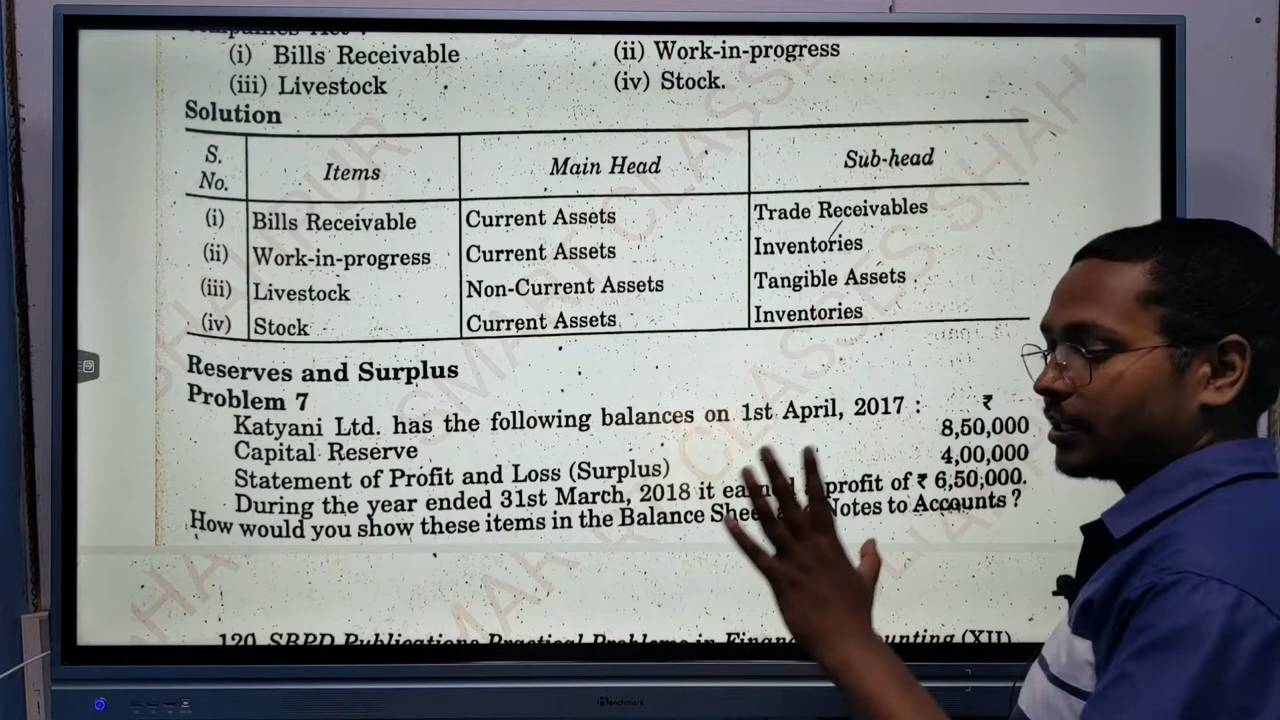 (i) Bills Receivable (ii) Work-in-progress
(iii) Livestock (iv) Stock.
Solution
S. No. Items Main Head Sub-head
(i) Bills Receivable Current Assets Trade Receivables
(ii) Work-in-progress Current Assets Inventories
(iii) Livestock Non-Current Assets Tangible Assets
(iv) Stock Current Assets Inventories
Reserves and Surplus
Problem 7
Katyani Ltd. has the following balances on 1st April, 2017 : ₹
Capital Reserve 8,50,000
Statement of Profit and Loss (Surplus) 4,00,000
During the year ended 31st March, 2018 it profit of ₹ 6,50,000.
How would you show these items in the Balance Notes to Accounts ?
120 SBPD Publications Practical Problems in (XII)
SMART CLASSES SHAH
Benchmark